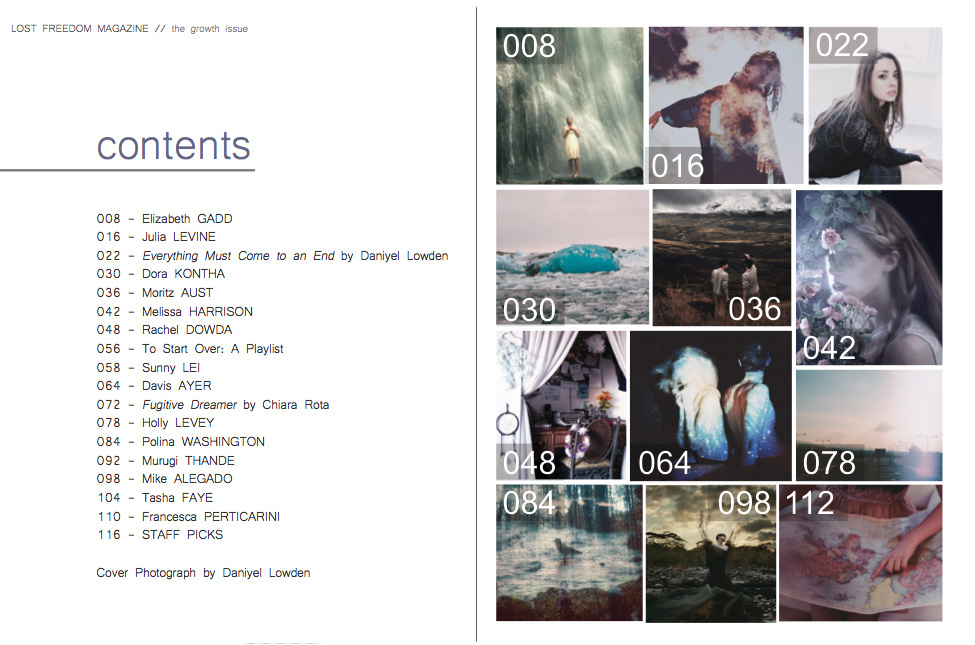 LOST FREEDOM MAGAZINE // the growth issue
contents
008 – Elizabeth GADD
016 – Julia LEVINE
022 – Everything Must Come to an End by Daniyel Lowden
030 – Dora KONTHA
036 – Moritz AUST
042 – Melissa HARRISON
048 – Rachel DOWDA
056 – To Start Over: A Playlist
058 – Sunny LEI
064 – Davis AYER
072 – Fugitive Dreamer by Chiara Rota
078 – Holly LEVEY
084 – Polina WASHINGTON
092 – Murugi THANDE
098 – Mike ALEGADO
104 – Tasha FAYE
110 – Francesca PERTICARINI
116 – STAFF PICKS
Cover Photograph by Daniyel Lowden
008
016
022
030
036
042
048
064
078
084
098
112